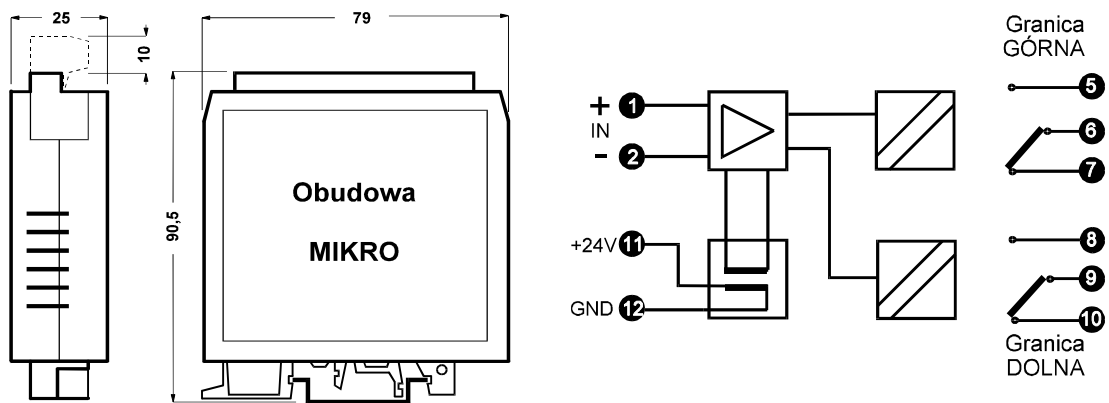 25
10
79
90,5
Obudowa
MIKRO
+ 1
IN
- 2
+24V 11
GND 12
Granica
GÓRNA
5
6
7
8
9
10
Granica
DOLNA